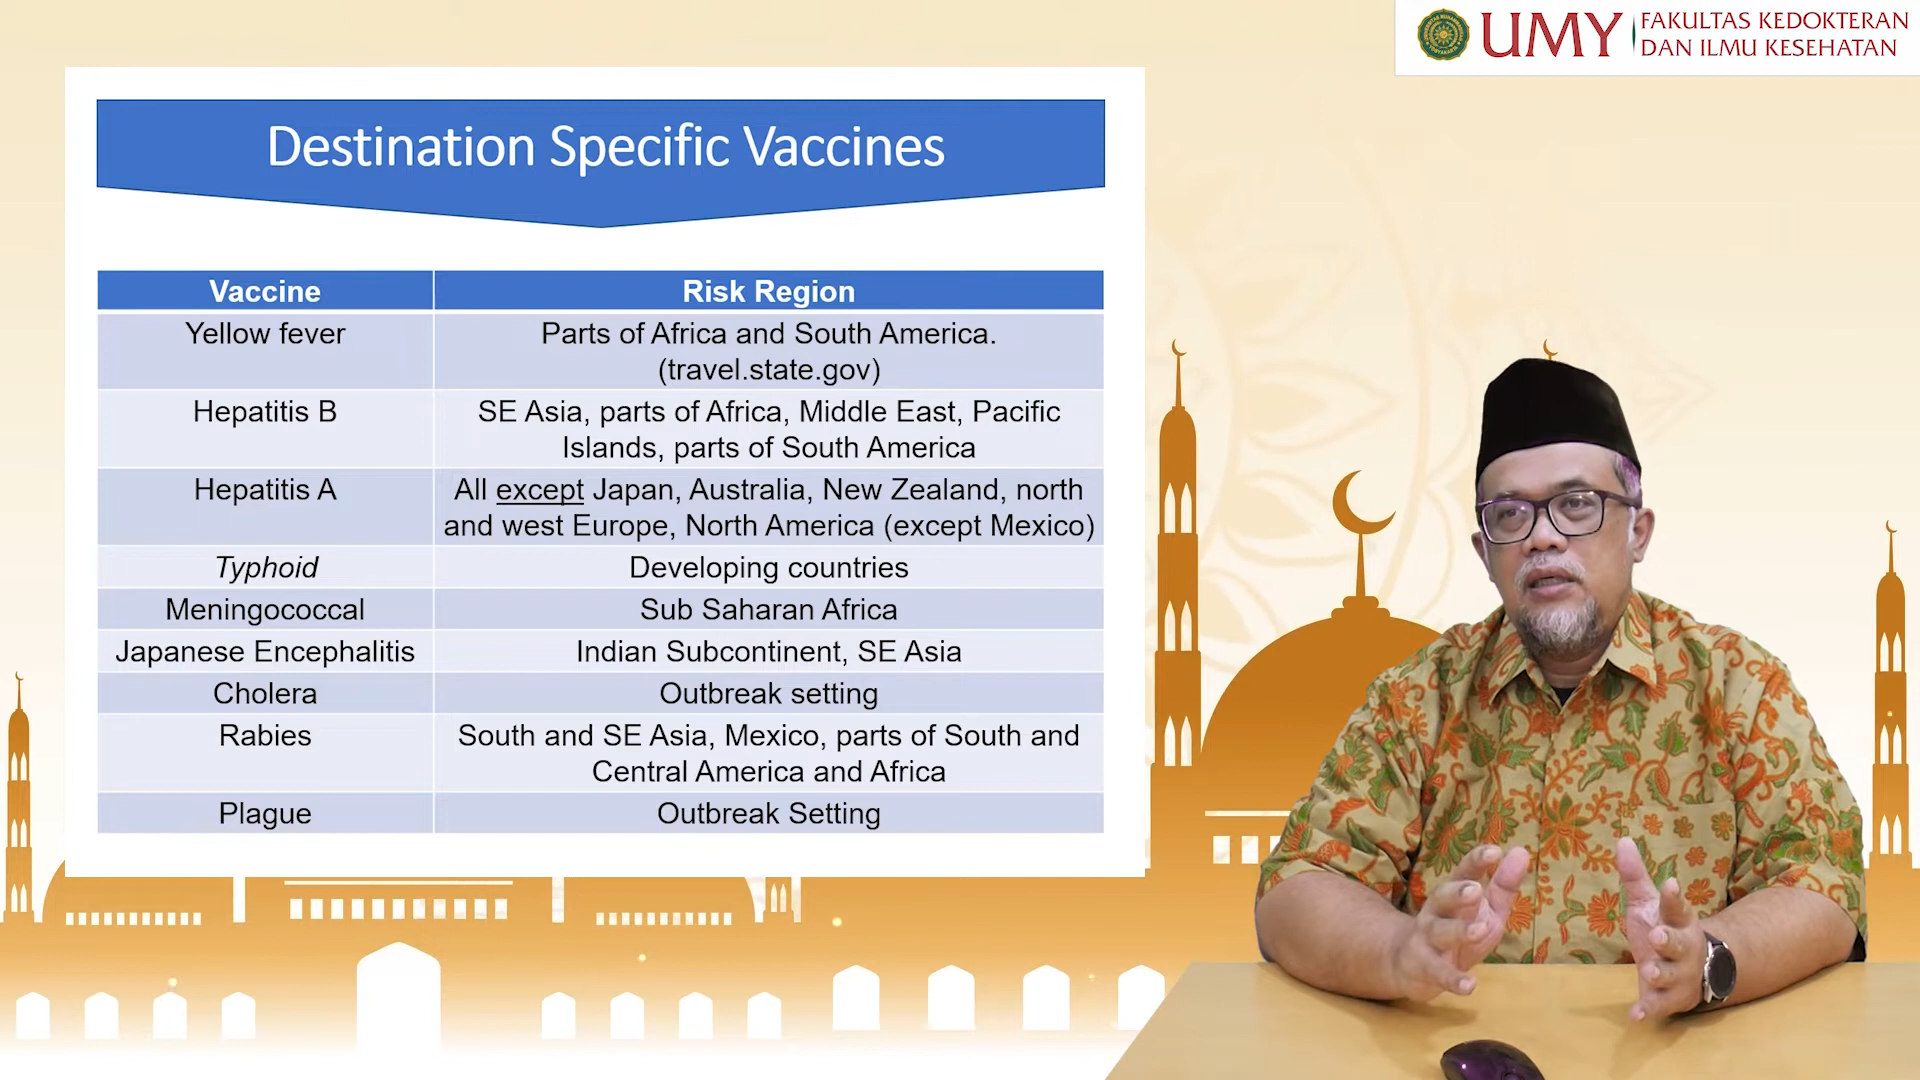 UMY
FAKULTAS KEDOKTERAN
DAN ILMU KESEHATAN
Destination Specific Vaccines
Vaccine
Risk Region
Yellow fever
Parts of Africa and South America.
(travel.state.gov)
Hepatitis B
SE Asia, parts of Africa, Middle East, Pacific
Islands, parts of South America
Hepatitis A
All except Japan, Australia, New Zealand, north
and west Europe, North America (except Mexico)
Typhoid
Developing countries
Meningococcal
Sub Saharan Africa
Japanese Encephalitis
Indian Subcontinent, SE Asia
Cholera
Outbreak setting
Rabies
South and SE Asia, Mexico, parts of South and
Central America and Africa
Plague
Outbreak Setting